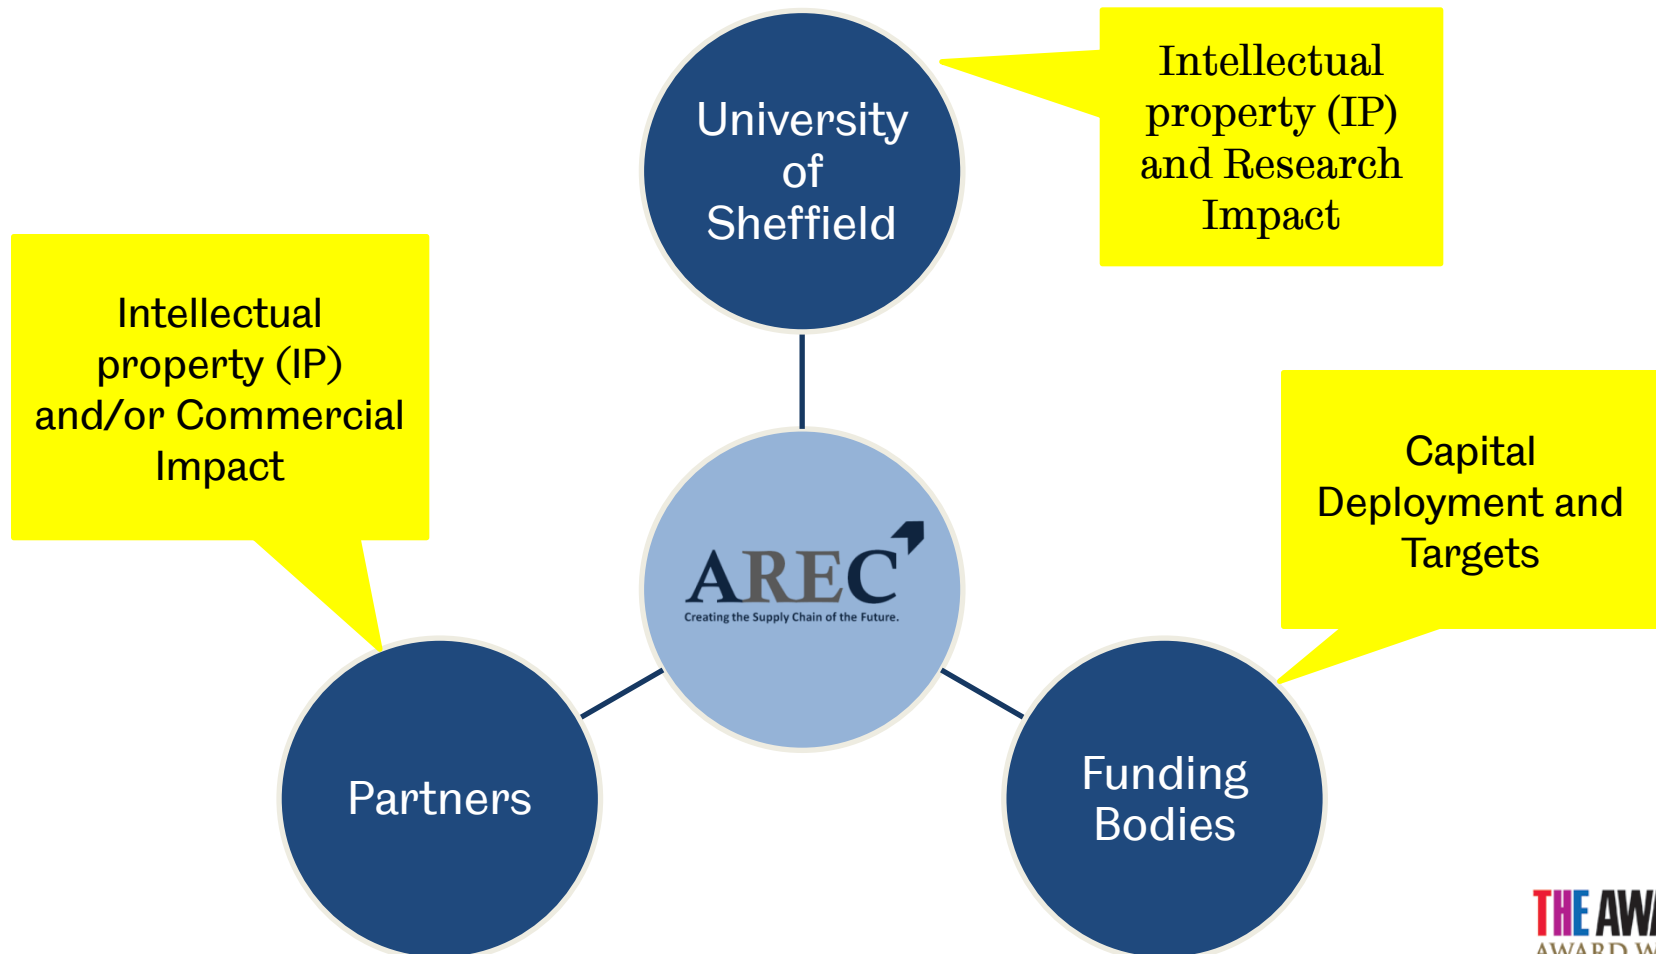 University
of
Sheffield
Intellectual
property (IP)
and Research
Impact
Intellectual
property (IP)
and/or Commercial
Impact
AREC
Creating the Supply Chain of the Future.
Capital
Deployment and
Targets
Partners
Funding
Bodies
THE
AWARD